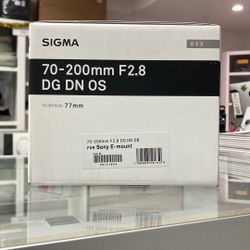 SIGMA
023
70-200mm F2.8
DG DN OS
77mm
70-200mm F2.8 DG DN OS
FOR Sony E-mount